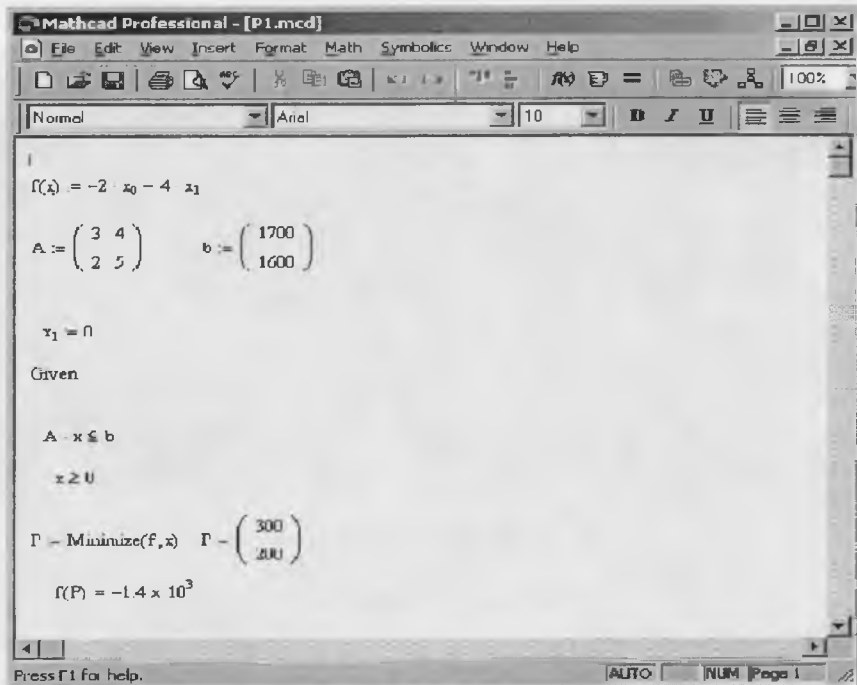 Mathcad Professional - [P1.mcd]
File Edit View Insert Format Math Symbolics Window Help
100%
Normal Arial 10 B I U
f(x) := -2 · x₀ - 4 · x₁
A := ( 3 4 ) b := ( 1700 )
( 2 5 ) ( 1600 )
x₁ := 0
Given
A · x ≤ b
x ≥ 0
P := Minimize(f,x) P = ( 300 )
( 200 )
f(P) = -1.4 x 10³
Press F1 for help. AUTO NUM Page 1